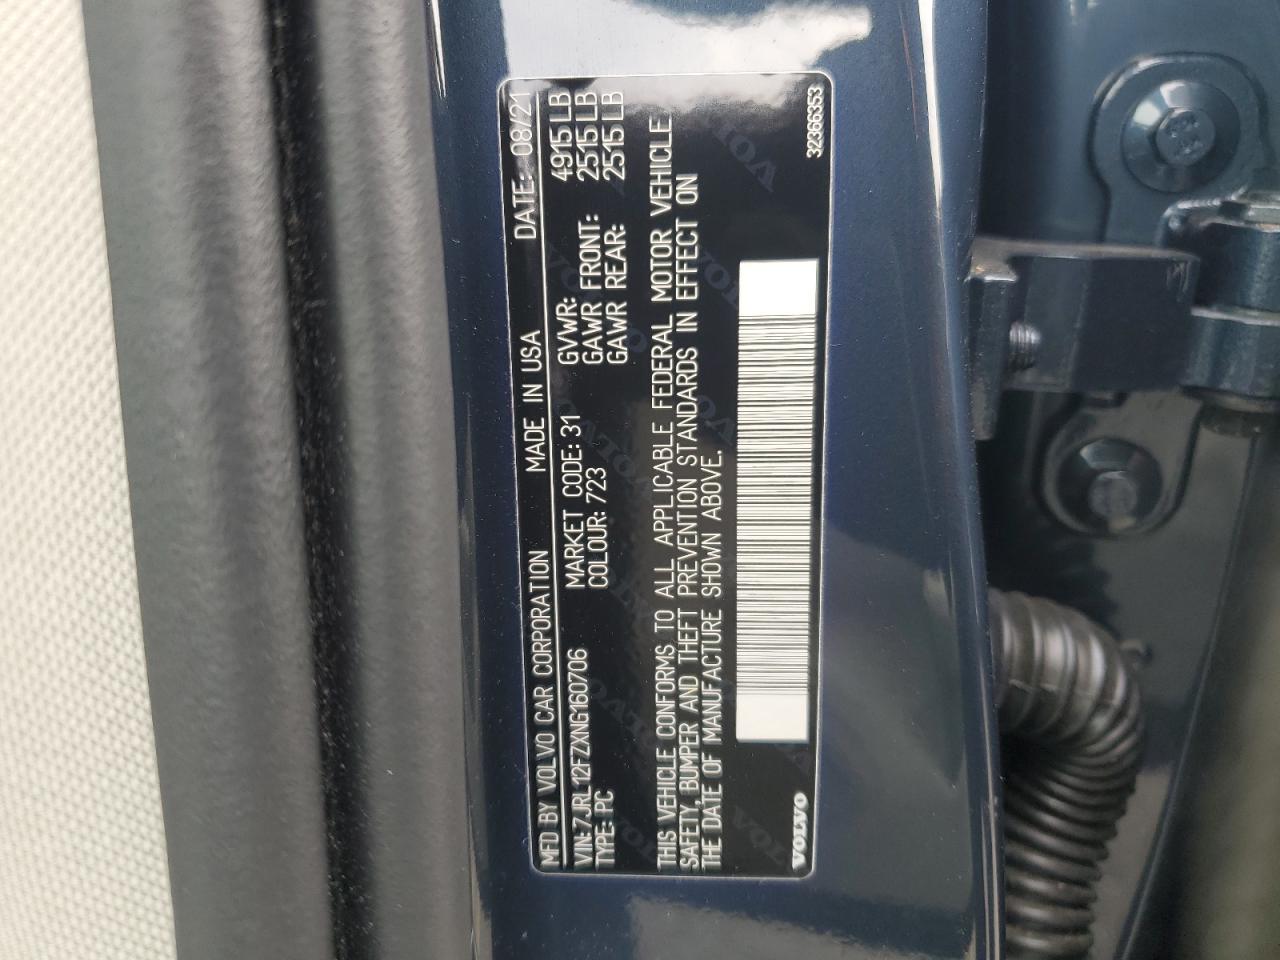 DATE: 08/21
MFD BY VOLVO CAR CORPORATION MADE IN USA
VIN: 7JRL12FZXNG160706 MARKET CODE: 31 GVWR: 4915 LB
TYPE: PC COLOUR: 723 GAWR FRONT: 2515 LB
GAWR REAR: 2515 LB
THIS VEHICLE CONFORMS TO ALL APPLICABLE FEDERAL MOTOR VEHICLE
SAFETY, BUMPER AND THEFT PREVENTION STANDARDS IN EFFECT ON
THE DATE OF MANUFACTURE SHOWN ABOVE.
VOLVO 32366353